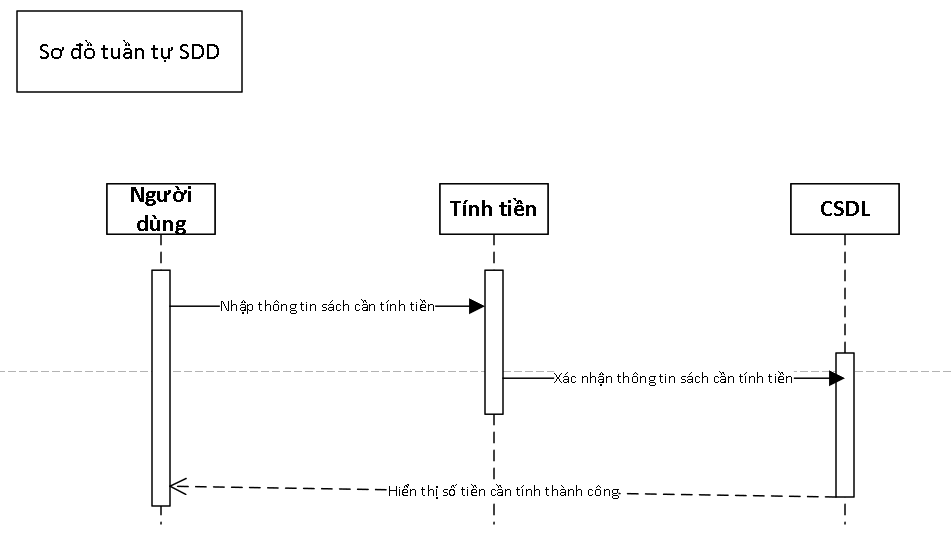 Sơ đồ tuần tự SDD
Người
dùng
Tính tiền
CSDL
Nhập thông tin sách cần tính tiền
Xác nhận thông tin sách cần tính tiền
Hiển thị số tiền cần tính thành công